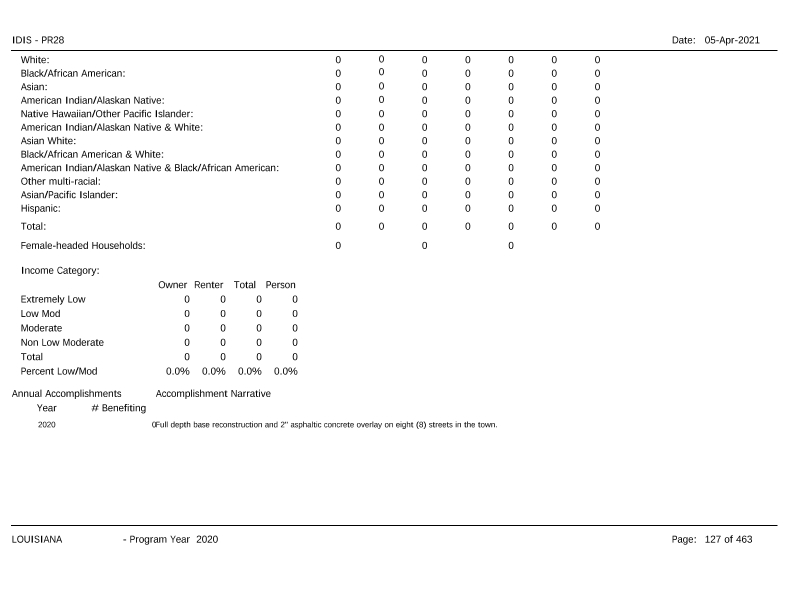 IDIS - PR28 Date: 05-Apr-2021
White: 0 0 0 0 0 0 0
Black/African American: 0 0 0 0 0 0 0
Asian: 0 0 0 0 0 0 0
American Indian/Alaskan Native: 0 0 0 0 0 0 0
Native Hawaiian/Other Pacific Islander: 0 0 0 0 0 0 0
American Indian/Alaskan Native & White: 0 0 0 0 0 0 0
Asian White: 0 0 0 0 0 0 0
Black/African American & White: 0 0 0 0 0 0 0
American Indian/Alaskan Native & Black/African American: 0 0 0 0 0 0 0
Other multi-racial: 0 0 0 0 0 0 0
Asian/Pacific Islander: 0 0 0 0 0 0 0
Hispanic: 0 0 0 0 0 0 0
Total: 0 0 0 0 0 0 0
Female-headed Households: 0 0 0
Income Category:
Owner Renter Total Person
Extremely Low 0 0 0 0
Low Mod 0 0 0 0
Moderate 0 0 0 0
Non Low Moderate 0 0 0 0
Total 0 0 0 0
Percent Low/Mod 0.0% 0.0% 0.0% 0.0%
Annual Accomplishments Accomplishment Narrative
Year # Benefiting
2020 0Full depth base reconstruction and 2" asphaltic concrete overlay on eight (8) streets in the town.
LOUISIANA - Program Year 2020 Page: 127 of 463